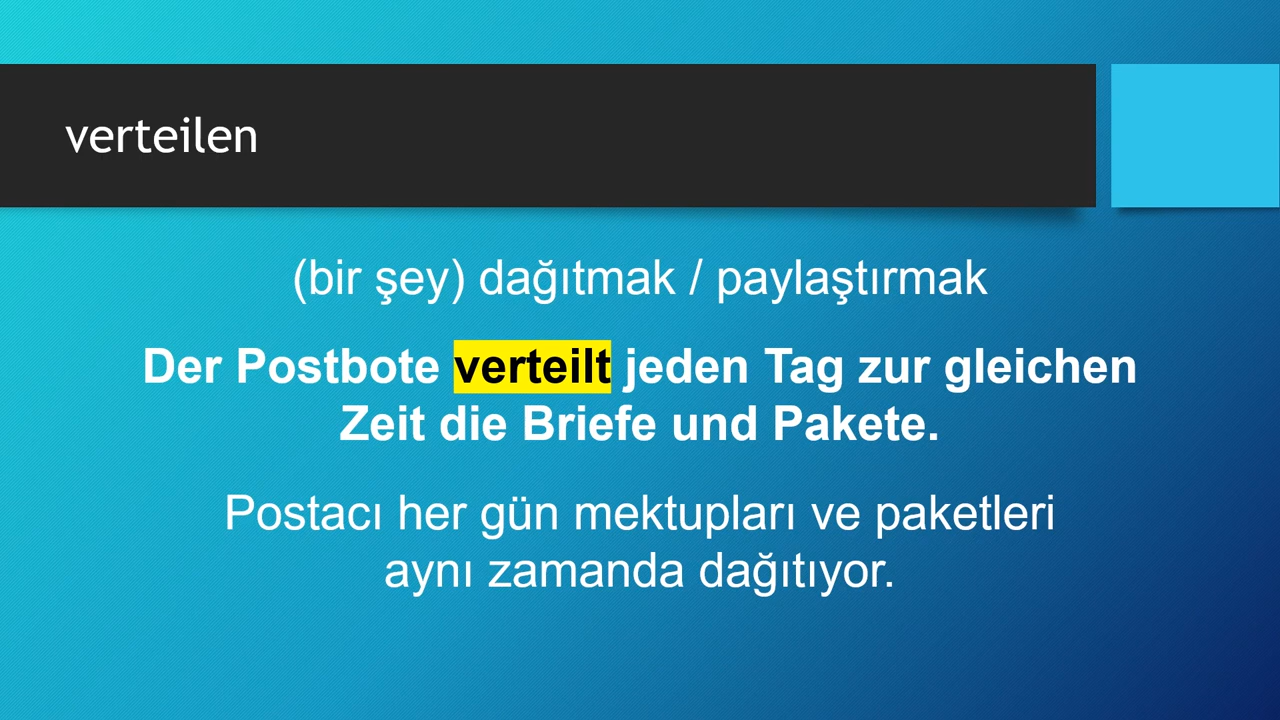 verteilen
(bir şey) dağıtmak / paylaştırmak
Der Postbote verteilt jeden Tag zur gleichen
Zeit die Briefe und Pakete.
Postacı her gün mektupları ve paketleri
aynı zamanda dağıtıyor.